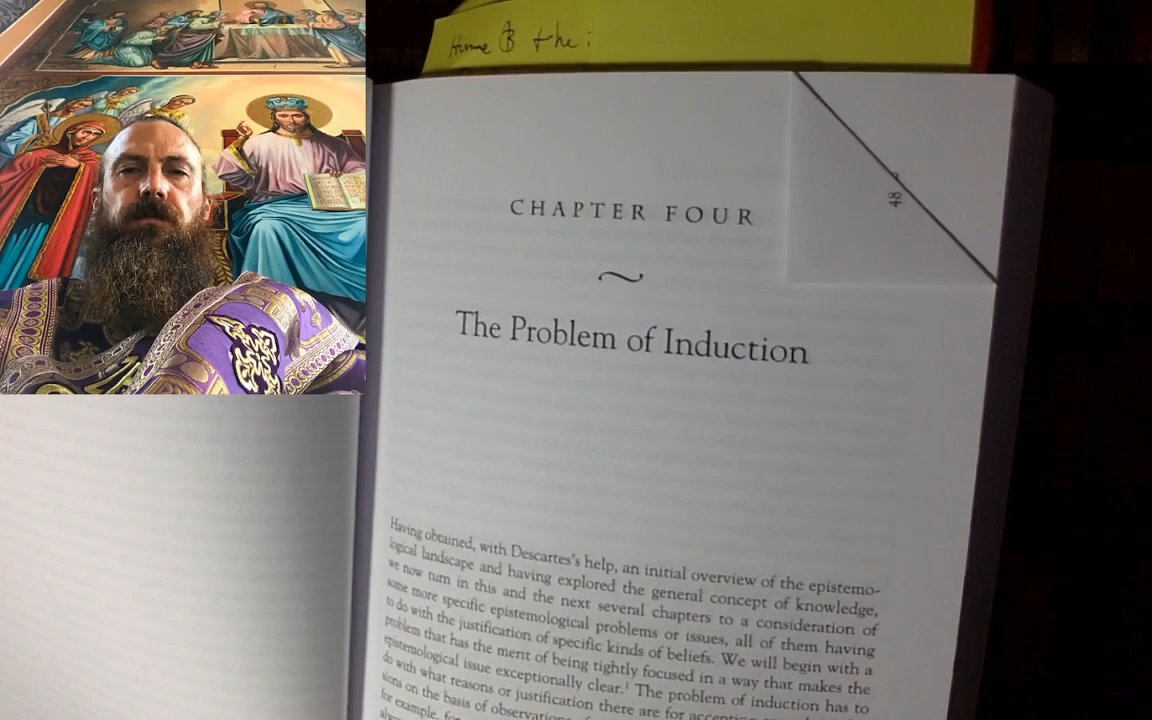 Hume & the
48
CHAPTER FOUR
The Problem of Induction
Having obtained, with Descartes's help, an initial overview of the epistemo-
logical landscape and having explored the general concept of knowledge,
we now turn in this and the next several chapters to a consideration of
some more specific epistemological problems or issues, all of them having
to do with the justification of specific kinds of beliefs. We will begin with a
problem that has the merit of being tightly focused in a way that makes the
epistemological issue exceptionally clear.¹ The problem of induction has to
do with what reasons or justification there are for accepting
sions on the basis of observations
for example, for